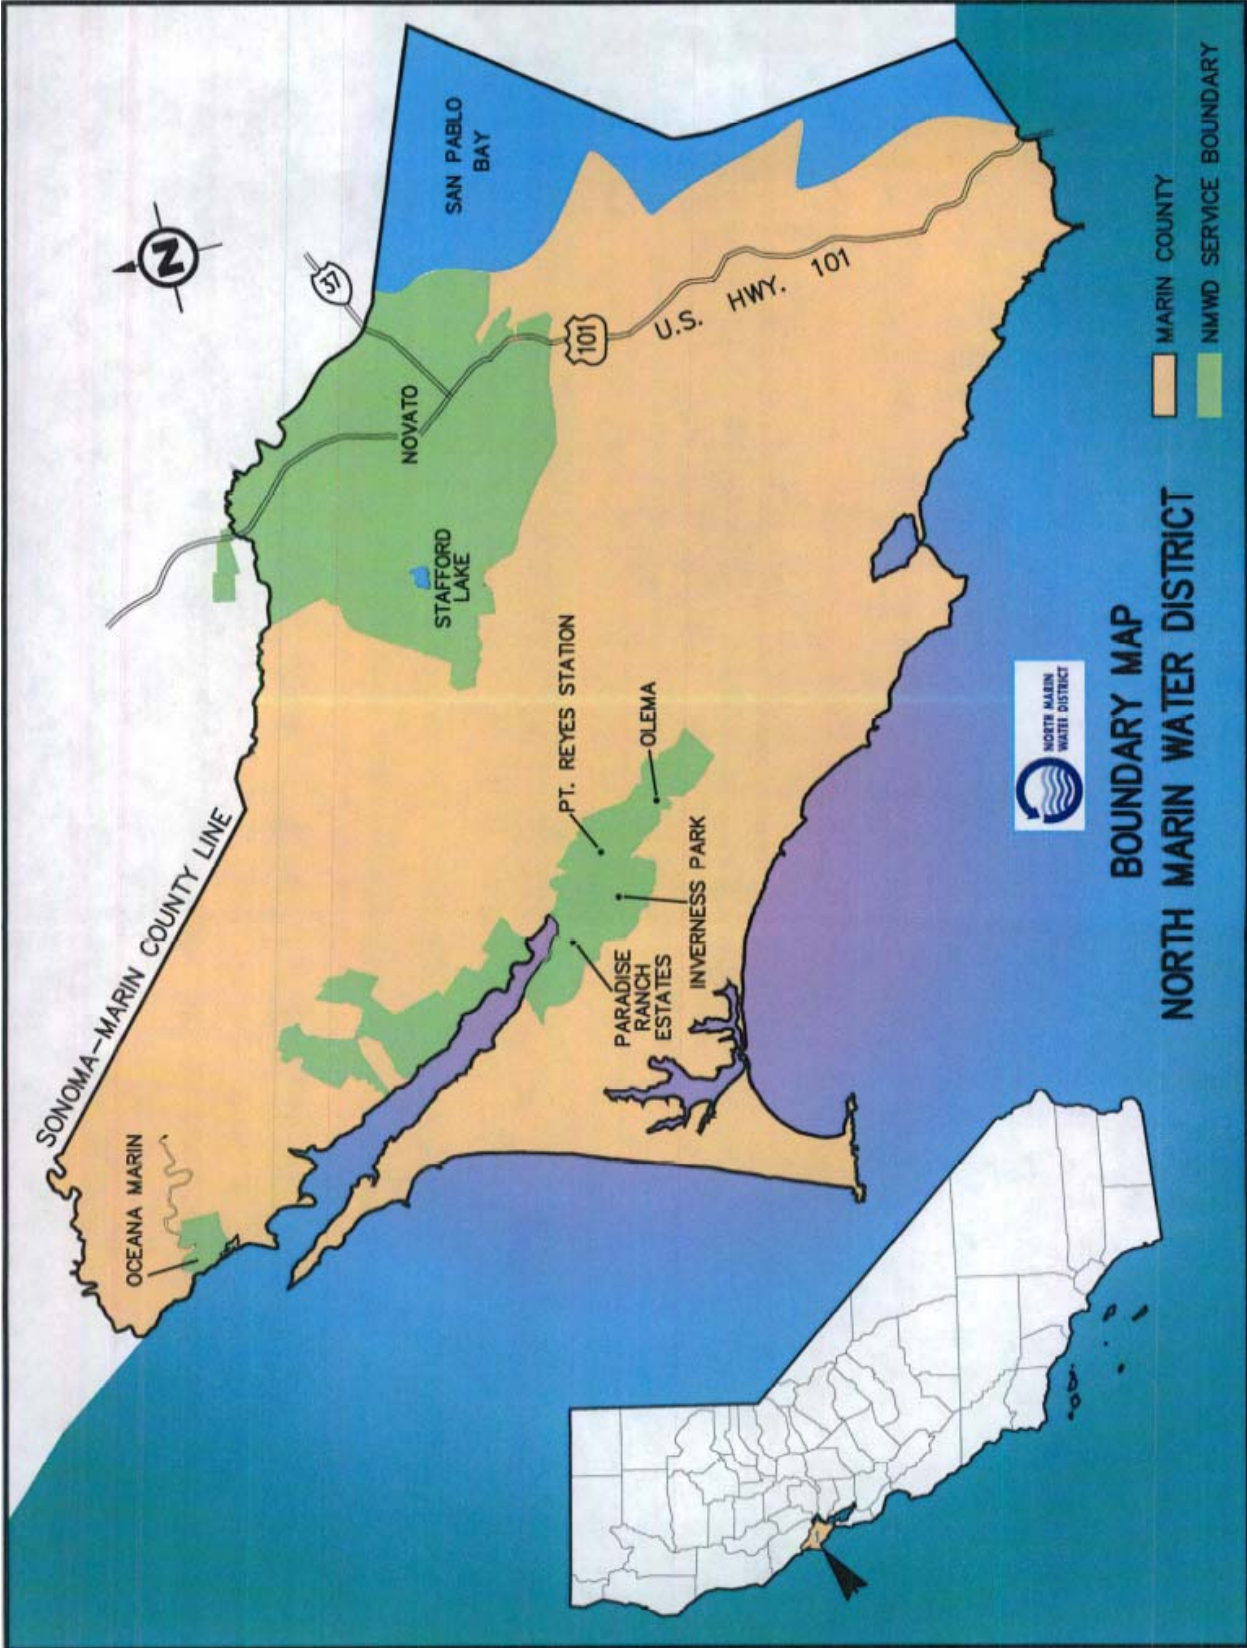 SONOMA-MARIN COUNTY LINE
OCEANA MARIN
N
37
SAN PABLO
BAY
NOVATO
STAFFORD
LAKE
101
U.S. HWY. 101
PT. REYES STATION
OLEMA
INVERNESS PARK
PARADISE
RANCH
ESTATES
NORTH MARIN
WATER DISTRICT
BOUNDARY MAP
NORTH MARIN WATER DISTRICT
MARIN COUNTY
NMWD SERVICE BOUNDARY